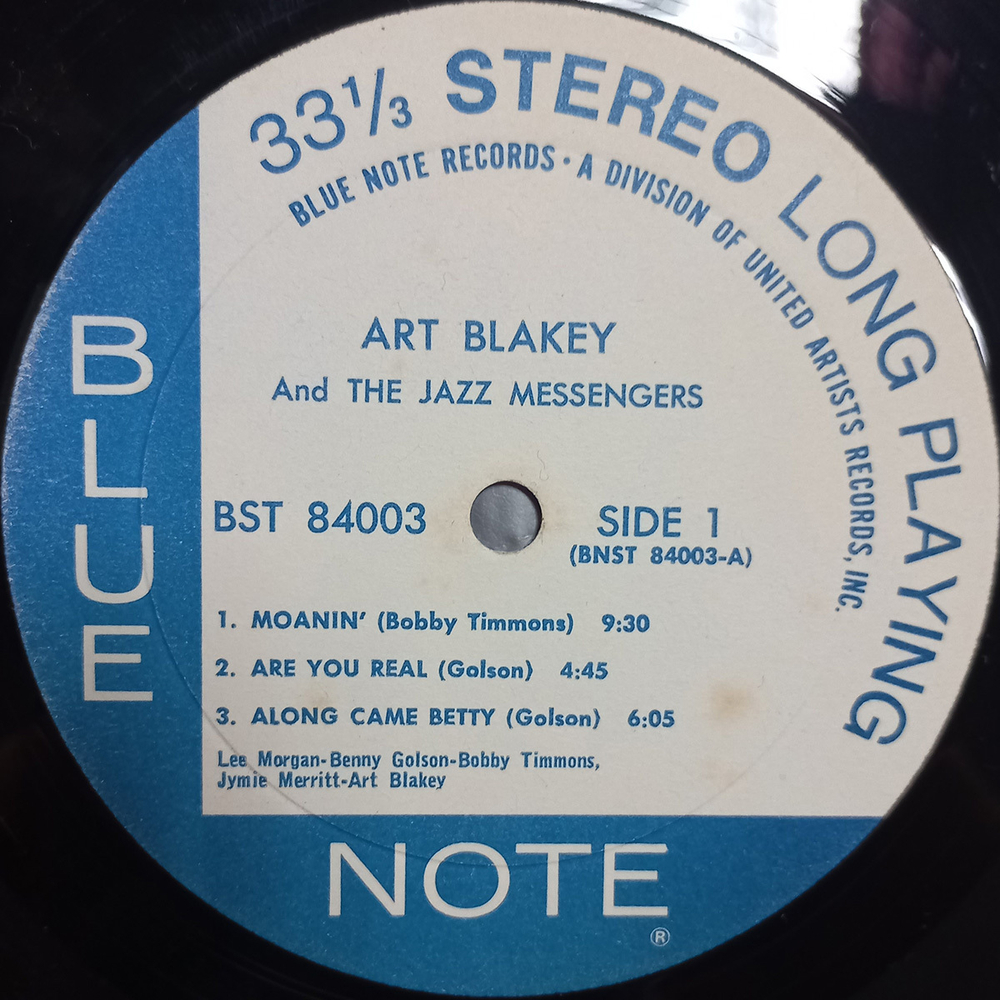 33⅓ STEREO LONG PLAYING
BLUE NOTE RECORDS · A DIVISION OF UNITED ARTISTS RECORDS, INC.
ART BLAKEY
And THE JAZZ MESSENGERS
BST 84003
SIDE 1
(BNST 84003-A)
1. MOANIN' (Bobby Timmons) 9:30
2. ARE YOU REAL (Golson) 4:45
3. ALONG CAME BETTY (Golson) 6:05
Lee Morgan-Benny Golson-Bobby Timmons,
Jymie Merritt-Art Blakey
BLUE
NOTE
®